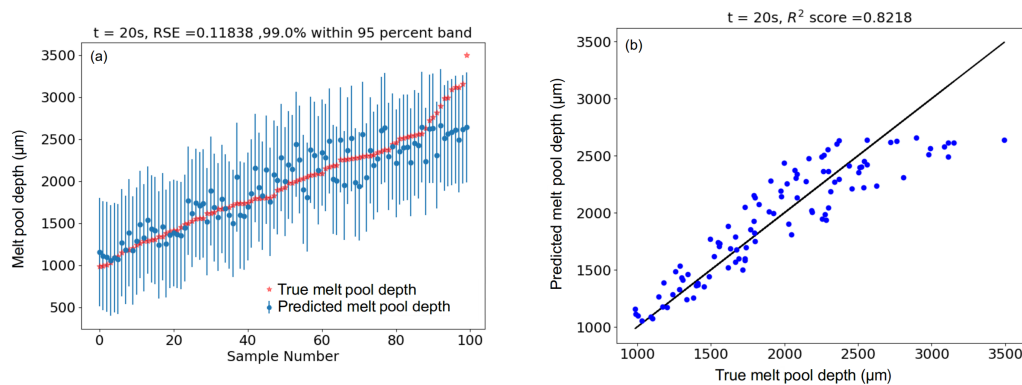 t = 20s, RSE =0.11838 ,99.0% within 95 percent band
(a)
Melt pool depth (µm)
3500
3000
2500
2000
1500
1000
500
True melt pool depth
Predicted melt pool depth
0
20
40
60
80
100
Sample Number
t = 20s, R² score =0.8218
(b)
Predicted melt pool depth (µm)
3500
3000
2500
2000
1500
1000
1000
1500
2000
2500
3000
3500
True melt pool depth (µm)